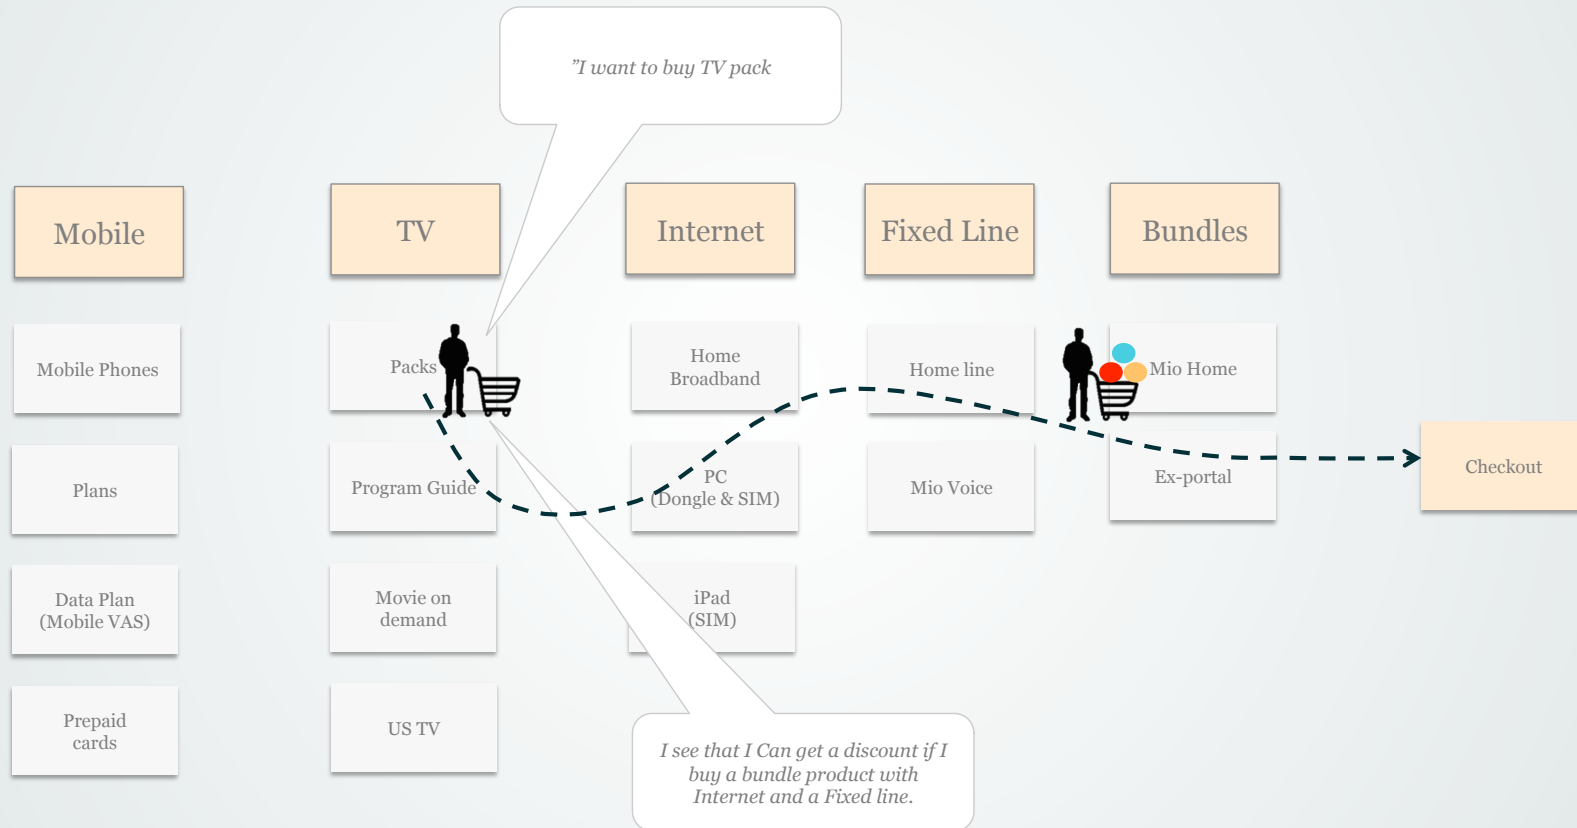 ”I want to buy TV pack
Mobile
TV
Internet
Fixed Line
Bundles
Mobile Phones
Packs
Home
Broadband
Home line
Mio Home
Plans
Program Guide
PC
(Dongle & SIM)
Mio Voice
Ex-portal
Checkout
Data Plan
(Mobile VAS)
Movie on
demand
iPad
(SIM)
Prepaid
cards
US TV
I see that I Can get a discount if I
buy a bundle product with
Internet and a Fixed line.